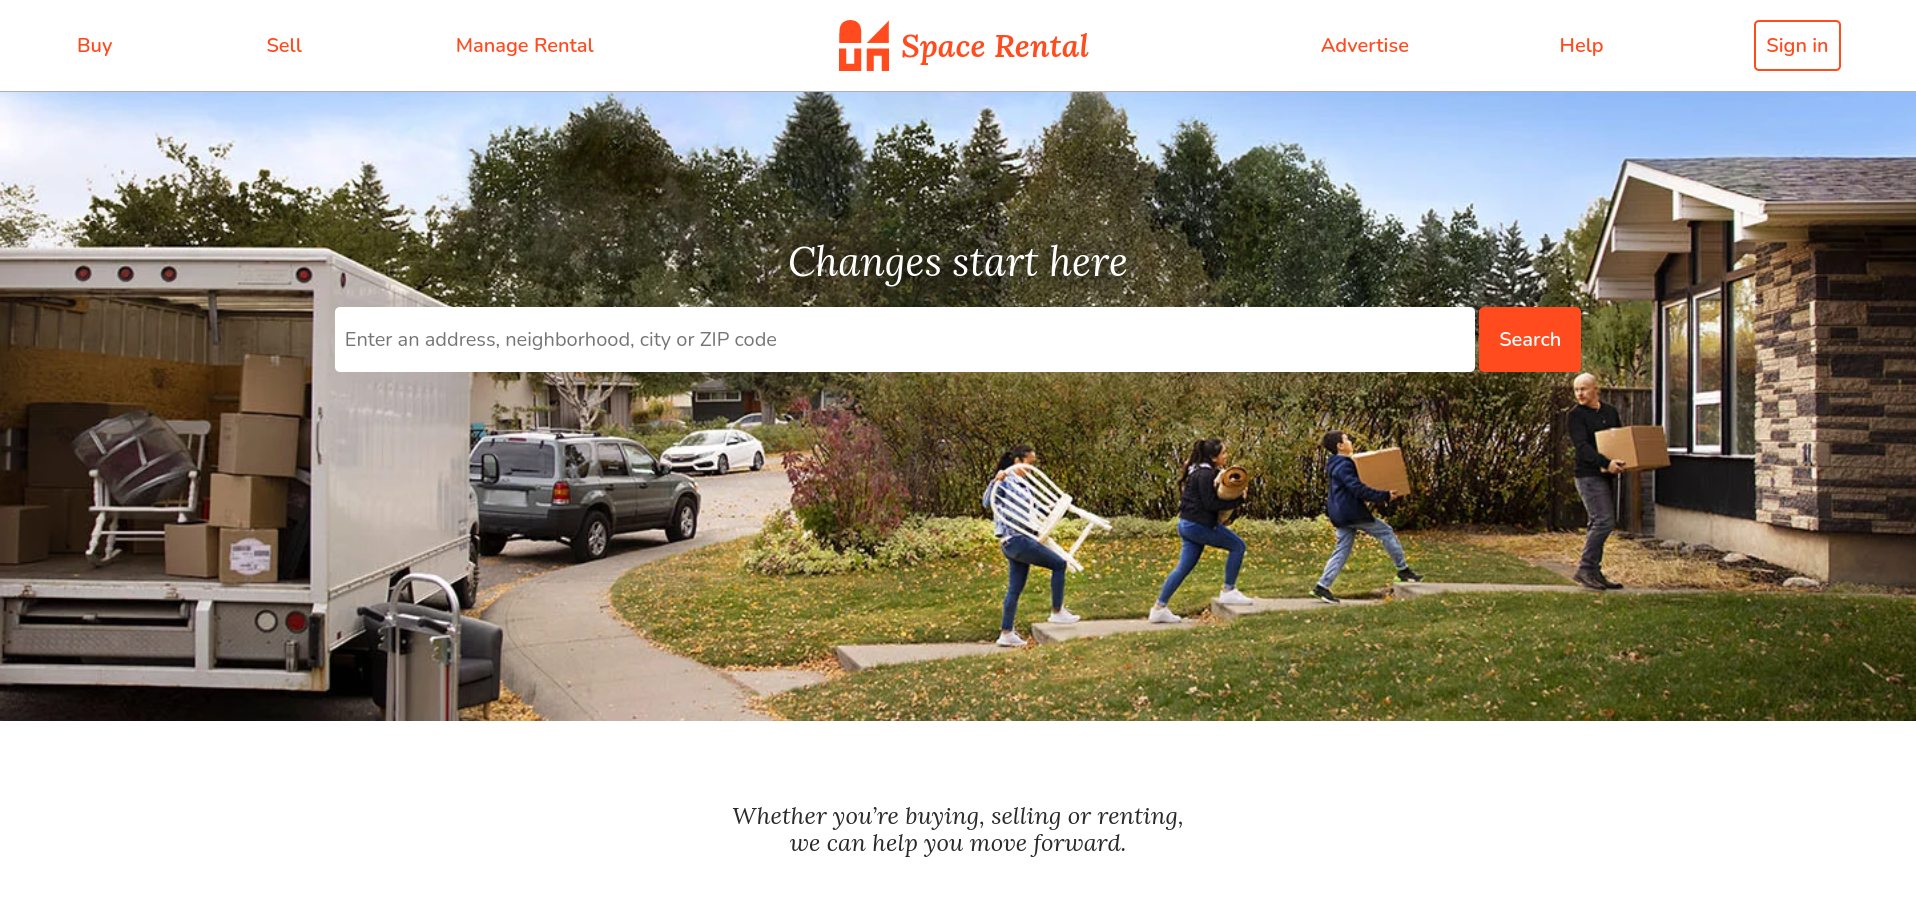 Buy
Sell
Manage Rental
Space Rental
Advertise
Help
Sign in
Changes start here
Enter an address, neighborhood, city or ZIP code
Search
Whether you’re buying, selling or renting,
we can help you move forward.